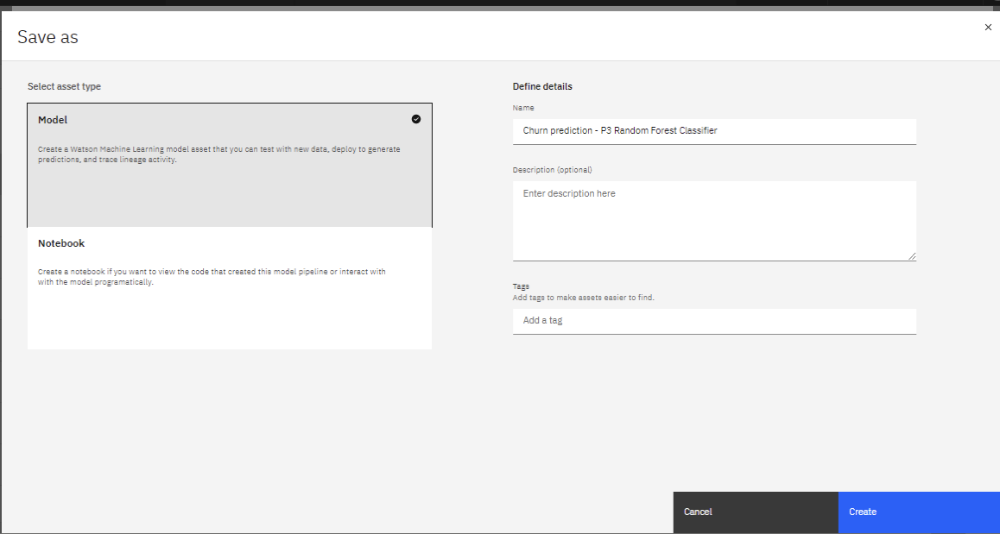 Save as
Select asset type
Model
Create a Watson Machine Learning model asset that you can test with new data, deploy to generate
predictions, and trace lineage activity.
Notebook
Create a notebook if you want to view the code that created this model pipeline or interact with
with the model programatically.
Define details
Name
Churn prediction - P3 Random Forest Classifier
Description (optional)
Enter description here
Tags
Add tags to make assets easier to find.
Add a tag
Cancel
Create